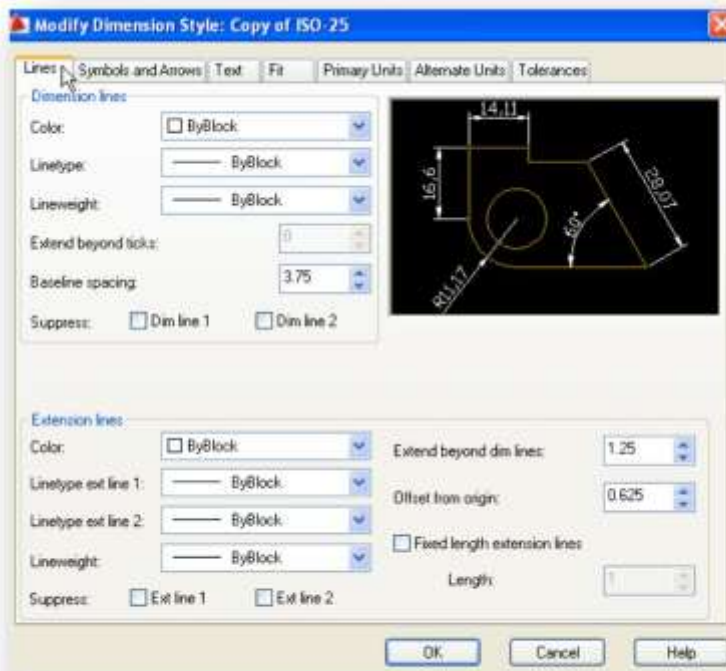 Modify Dimension Style: Copy of ISO-25
Lines Symbols and Arrows Text Fit Primary Units Alternate Units Tolerances
Dimension lines
Color: ByBlock
Linetype: ByBlock
Lineweight: ByBlock
Extend beyond ticks: 0
Baseline spacing: 3.75
Suppress: Dim line 1 Dim line 2
14,11
16,6
28,07
60°
R11,17
Extension lines
Color: ByBlock
Linetype ext line 1: ByBlock
Linetype ext line 2: ByBlock
Lineweight: ByBlock
Suppress: Ext line 1 Ext line 2
Extend beyond dim lines: 1.25
Offset from origin: 0.625
Fixed length extension lines
Length: 1
OK Cancel Help